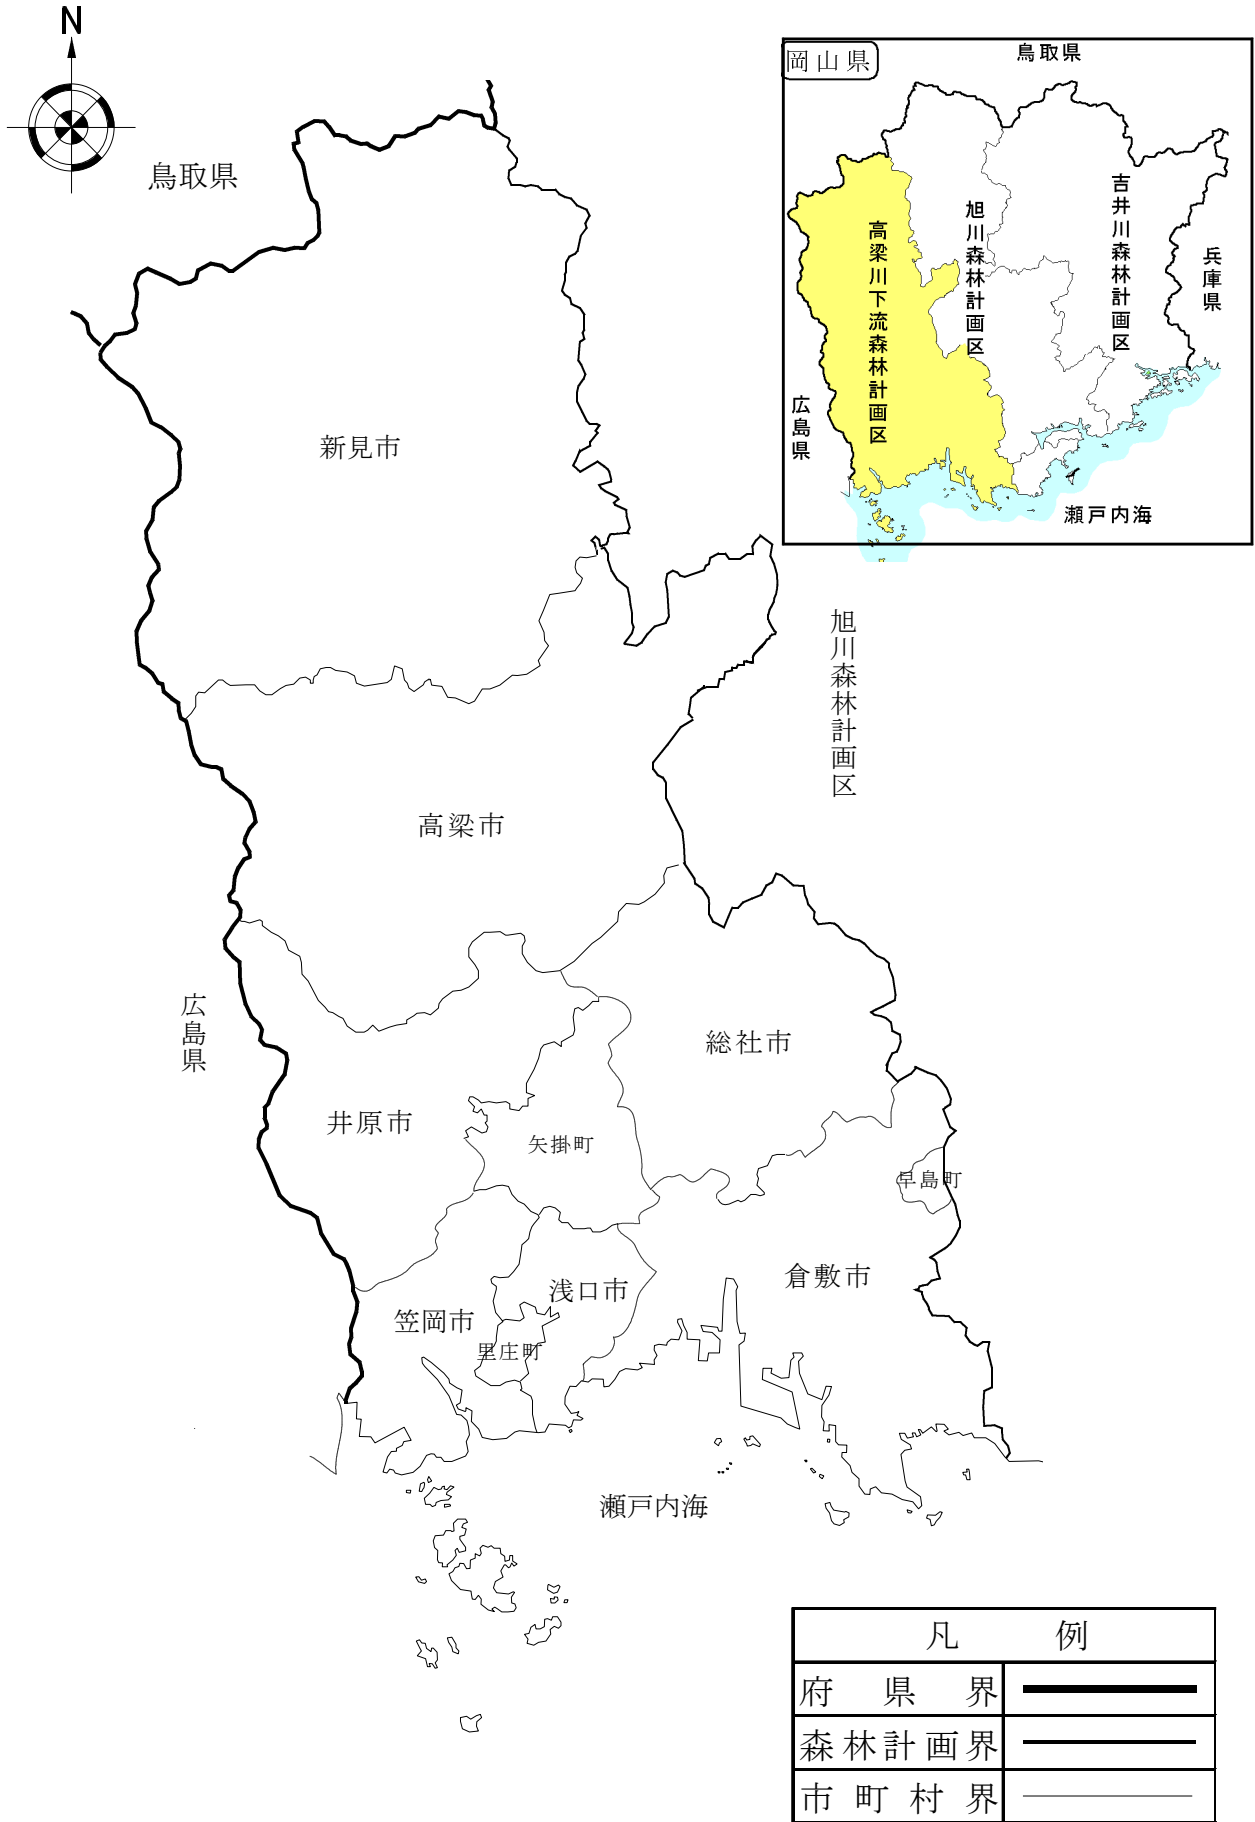 N
岡山県
鳥取県
鳥取県
吉井川森林計画区
旭川森林計画区
高梁川下流森林計画区
兵庫県
広島県
瀬戸内海
新見市
旭川森林計画区
高梁市
広島県
総社市
井原市
矢掛町
早島町
倉敷市
浅口市
笠岡市
里庄町
瀬戸内海
凡例
府県界
森林計画界
市町村界